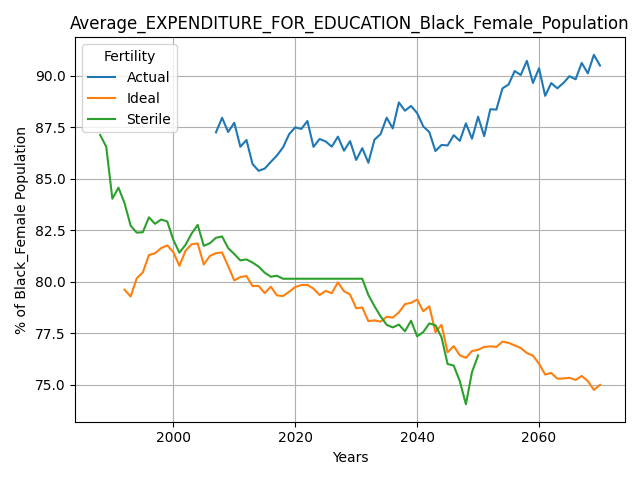 Average_EXPENDITURE_FOR_EDUCATION_Black_Female_Population
Fertility
Actual
Ideal
Sterile
% of Black_Female Population
90.0
87.5
85.0
82.5
80.0
77.5
75.0
2000
2020
2040
2060
Years